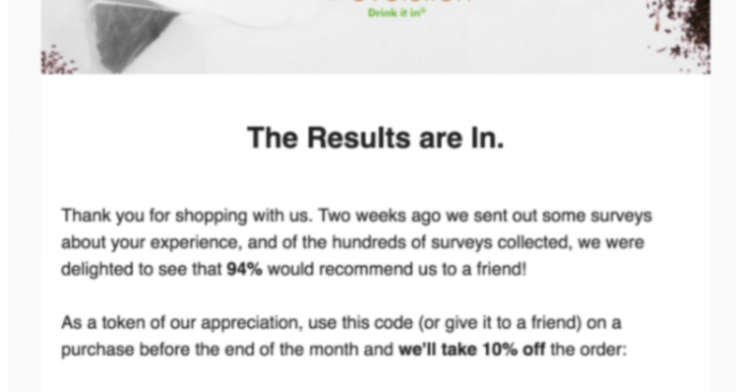 Drink it in®
The Results are In.
Thank you for shopping with us. Two weeks ago we sent out some surveys
about your experience, and of the hundreds of surveys collected, we were
delighted to see that 94% would recommend us to a friend!
As a token of our appreciation, use this code (or give it to a friend) on a
purchase before the end of the month and we'll take 10% off the order: